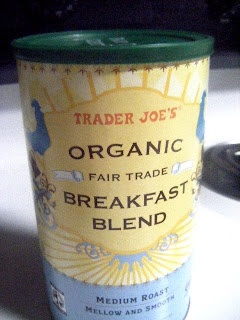 TRADER JOE'S
ORGANIC
FAIR TRADE
BREAKFAST
BLEND
MEDIUM ROAST
MELLOW AND SMOOTH